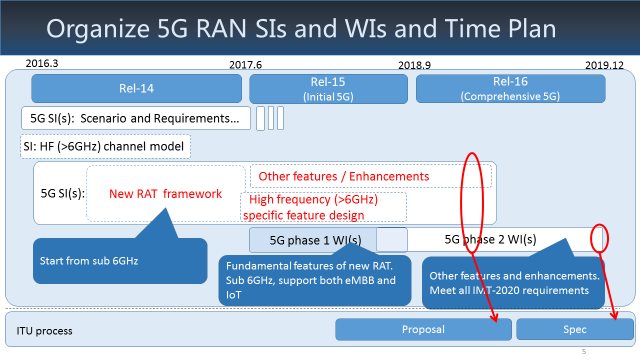 Organize 5G RAN SIs and WIs and Time Plan
2016.3
2017.6
2018.9
2019.12
Rel-14
Rel-15
(Initial 5G)
Rel-16
(Comprehensive 5G)
5G SI(s): Scenario and Requirements...
SI: HF (>6GHz) channel model
5G SI(s):
New RAT framework
Other features / Enhancements
High frequency (>6GHz)
specific feature design
5G phase 1 WI(s)
5G phase 2 WI(s)
Start from sub 6GHz
Fundamental features of new RAT.
Sub 6GHz, support both eMBB and
IoT
Other features and enhancements.
Meet all IMT-2020 requirements
ITU process
Proposal
Spec
5